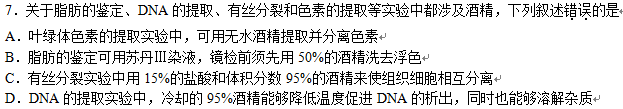 7．关于脂肪的鉴定、DNA 的提取、有丝分裂和色素的提取等实验中都涉及酒精，下列叙述错误的是
A．叶绿体色素的提取实验中，可用无水酒精提取并分离色素
B．脂肪的鉴定可用苏丹Ⅲ染液，镜检前须先用 50%的酒精洗去浮色
C．有丝分裂实验中用 15%的盐酸和体积分数 95%的酒精来使组织细胞相互分离
D．DNA 的提取实验中，冷却的 95%酒精能够降低温度促进 DNA 的析出，同时也能够溶解杂质